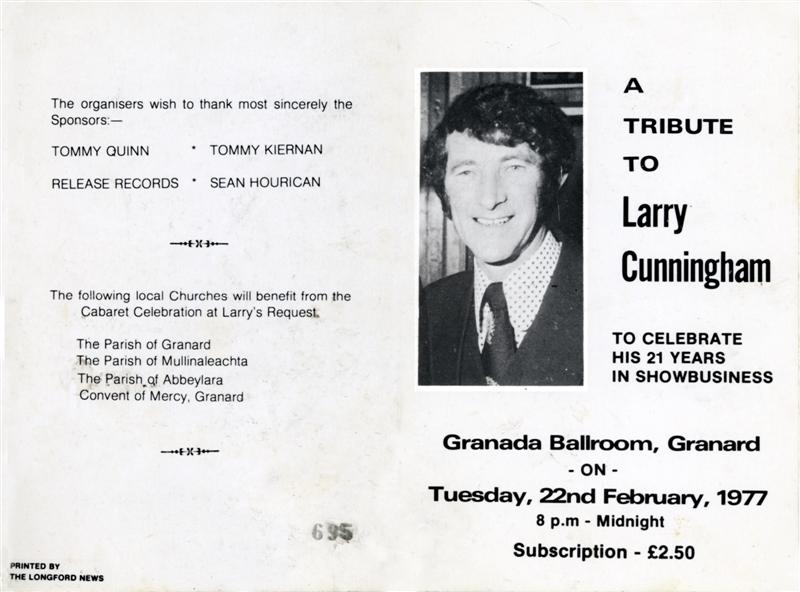 The organisers wish to thank most sincerely the
Sponsors:—
TOMMY QUINN * TOMMY KIERNAN
RELEASE RECORDS * SEAN HOURICAN
The following local Churches will benefit from the
Cabaret Celebration at Larry's Request.
The Parish of Granard
The Parish of Mullinaleachta
The Parish of Abbeylara
Convent of Mercy, Granard
695
PRINTED BY
THE LONGFORD NEWS
A
TRIBUTE
TO
Larry
Cunningham
TO CELEBRATE
HIS 21 YEARS
IN SHOWBUSINESS
Granada Ballroom, Granard
- ON -
Tuesday, 22nd February, 1977
8 p.m - Midnight
Subscription - £2.50